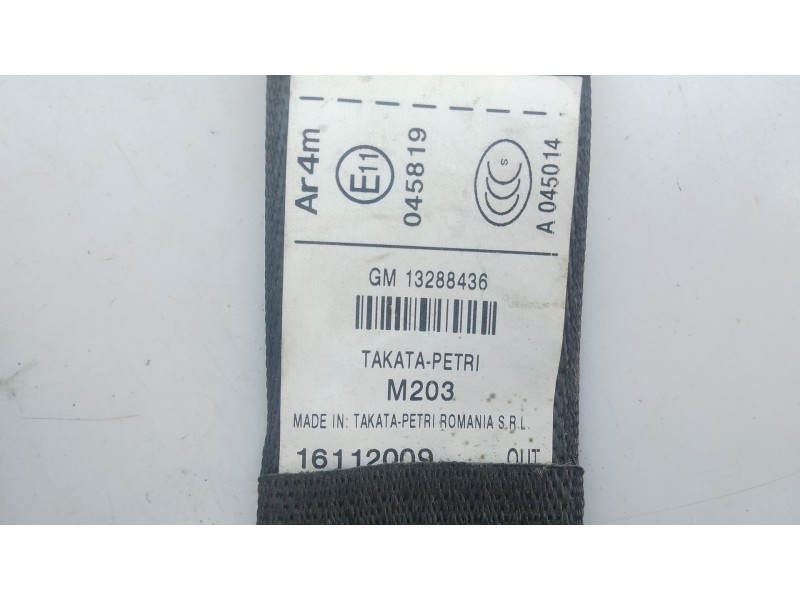 Ar4m
E11
045819
S
A 045014
GM 13288436
TAKATA-PETRI
M203
MADE IN: TAKATA-PETRI ROMANIA S.R.L.
16112009 OUT